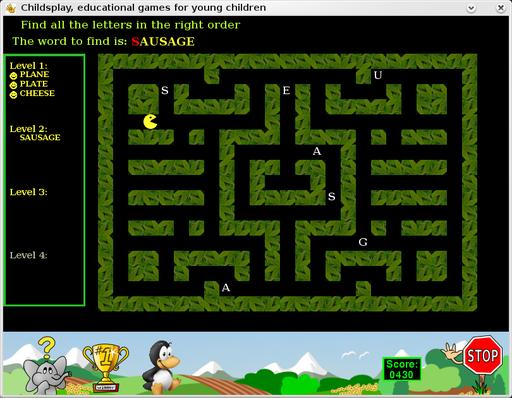 Childsplay, educational games for young children
Find all the letters in the right order
The word to find is: SAUSAGE
Level 1:
PLANE
PLATE
CHEESE
Level 2:
SAUSAGE
Level 3:
Level 4:
U
S
E
A
S
G
A
#1
?
Score:
0430
STOP